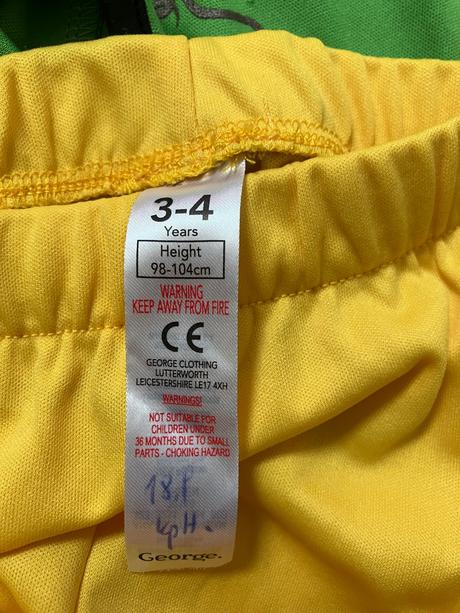 3-4
Years
Height
98-104cm
WARNING
KEEP AWAY FROM FIRE
CE
GEORGE CLOTHING
LUTTERWORTH
LEICESTERSHIRE LE17 4XH
WARNINGS!
NOT SUITABLE FOR
CHILDREN UNDER
36 MONTHS DUE TO SMALL
PARTS - CHOKING HAZARD
George.